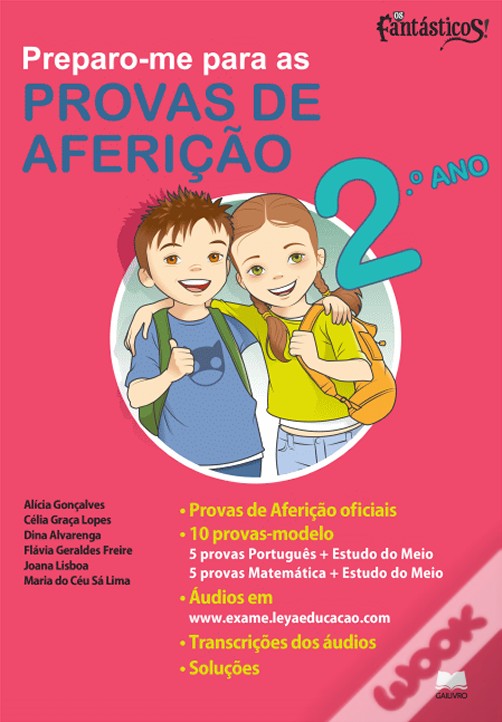 os
Fantásticos!
Preparo-me para as
PROVAS DE
AFERIÇÃO
2.º ANO
Alícia Gonçalves
Célia Graça Lopes
Dina Alvarenga
Flávia Geraldes Freire
Joana Lisboa
Maria do Céu Sá Lima
• Provas de Aferição oficiais
• 10 provas-modelo
5 provas Português + Estudo do Meio
5 provas Matemática + Estudo do Meio
• Áudios em
www.exame.leyaeducacao.com
• Transcrições dos áudios
• Soluções
WOOK
GAILIVRO